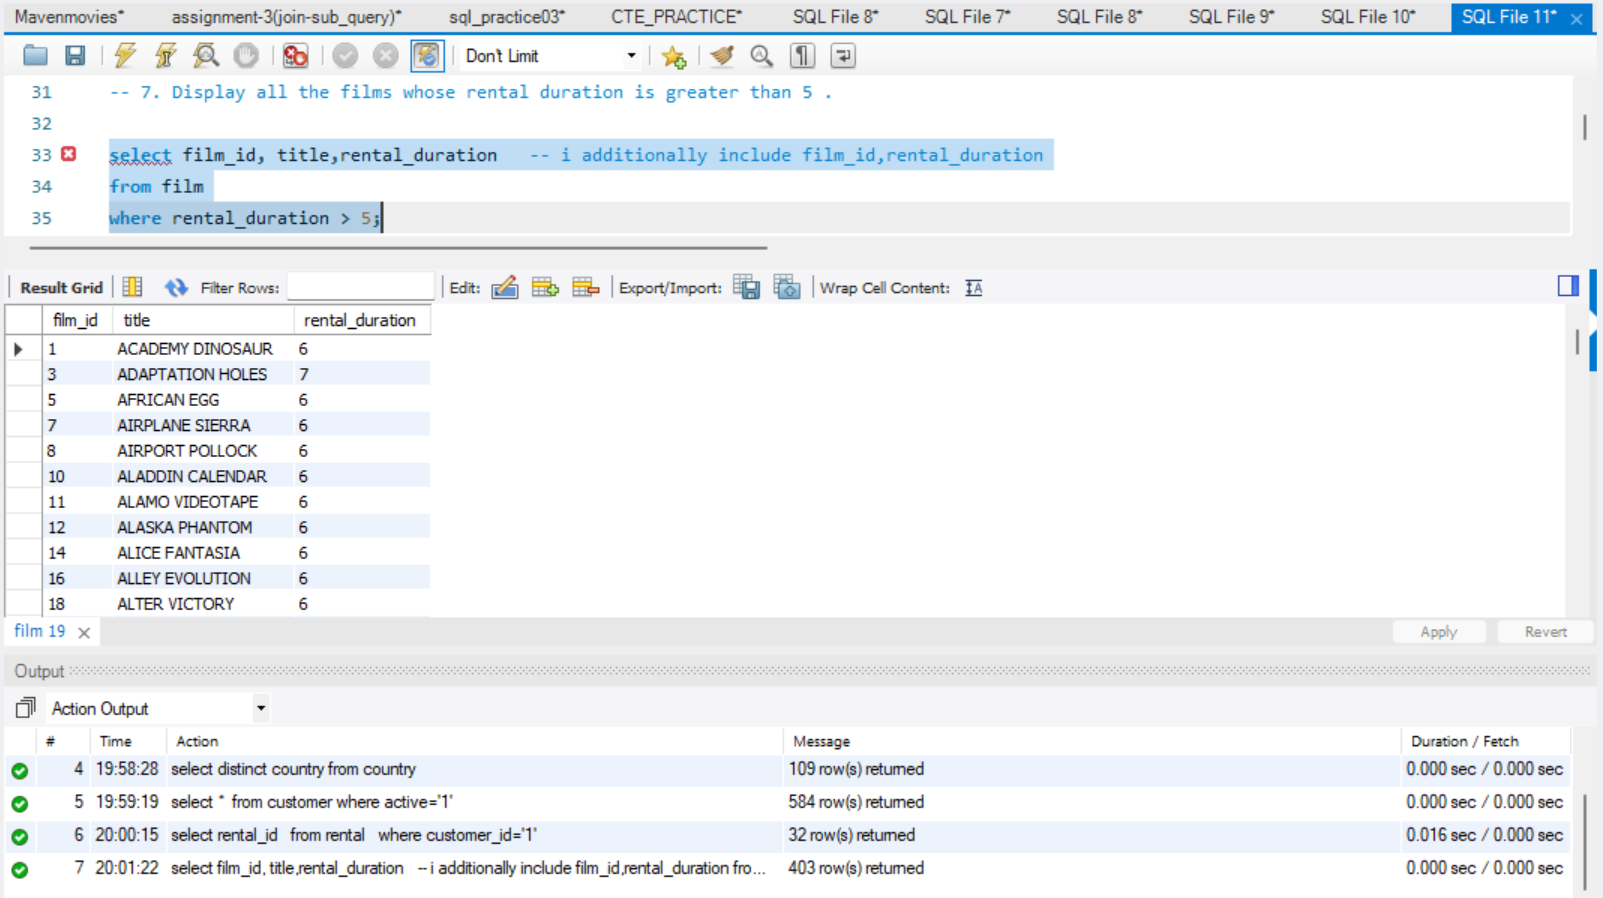 Mavenmovies* assignment-3(join-sub_query)* sql_practice03* CTE_PRACTICE* SQL File 8* SQL File 7* SQL File 8* SQL File 9* SQL File 10* SQL File 11*
Don't Limit
31 -- 7. Display all the films whose rental duration is greater than 5 .
32
33 select film_id, title,rental_duration -- i additionally include film_id,rental_duration
34 from film
35 where rental_duration > 5;
Result Grid Filter Rows: Edit: Export/Import: Wrap Cell Content:
film_id title rental_duration
1 ACADEMY DINOSAUR 6
3 ADAPTATION HOLES 7
5 AFRICAN EGG 6
7 AIRPLANE SIERRA 6
8 AIRPORT POLLOCK 6
10 ALADDIN CALENDAR 6
11 ALAMO VIDEOTAPE 6
12 ALASKA PHANTOM 6
14 ALICE FANTASIA 6
16 ALLEY EVOLUTION 6
18 ALTER VICTORY 6
film 19 Apply Revert
Output
Action Output
# Time Action Message Duration / Fetch
4 19:58:28 select distinct country from country 109 row(s) returned 0.000 sec / 0.000 sec
5 19:59:19 select * from customer where active='1' 584 row(s) returned 0.000 sec / 0.000 sec
6 20:00:15 select rental_id from rental where customer_id='1' 32 row(s) returned 0.016 sec / 0.000 sec
7 20:01:22 select film_id, title,rental_duration -- i additionally include film_id,rental_duration fro... 403 row(s) returned 0.000 sec / 0.000 sec